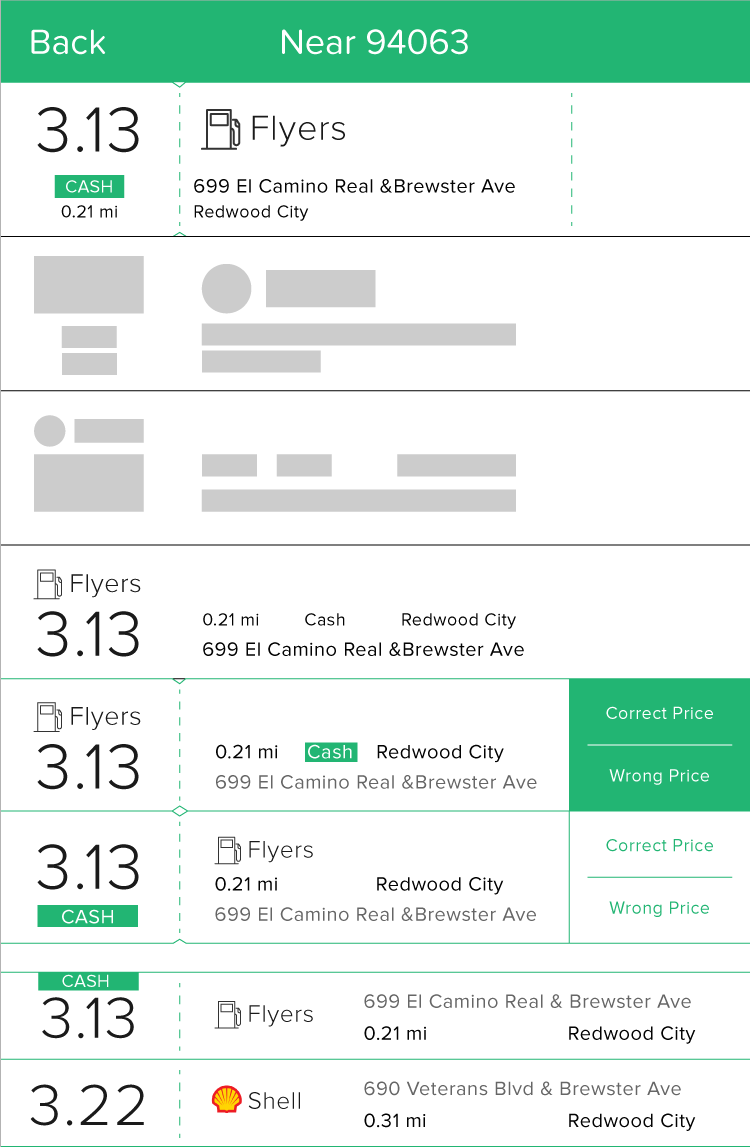 Back Near 94063
3.13
Flyers
CASH
699 El Camino Real &Brewster Ave
0.21 mi
Redwood City
Flyers
3.13
0.21 mi Cash Redwood City
699 El Camino Real &Brewster Ave
Flyers
3.13
0.21 mi Cash Redwood City
699 El Camino Real &Brewster Ave
Correct Price
Wrong Price
3.13
CASH
Flyers
0.21 mi Redwood City
699 El Camino Real &Brewster Ave
Correct Price
Wrong Price
CASH
3.13
Flyers
699 El Camino Real & Brewster Ave
0.21 mi Redwood City
3.22
Shell
690 Veterans Blvd & Brewster Ave
0.31 mi Redwood City